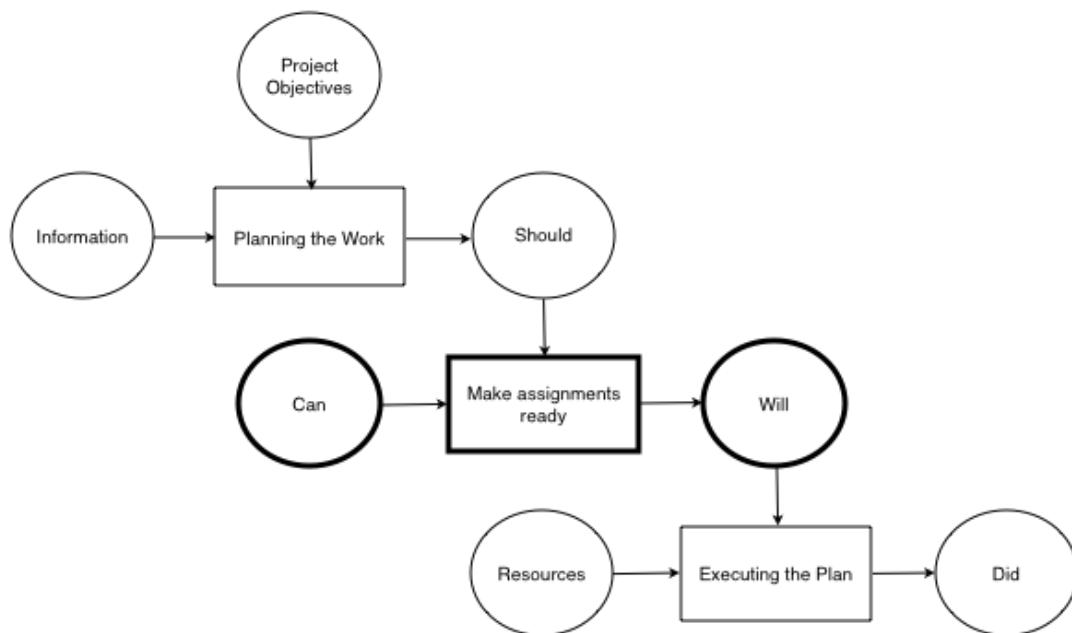 Project
Objectives
Information
Planning the Work
Should
Can
Make assignments
ready
Will
Resources
Executing the Plan
Did